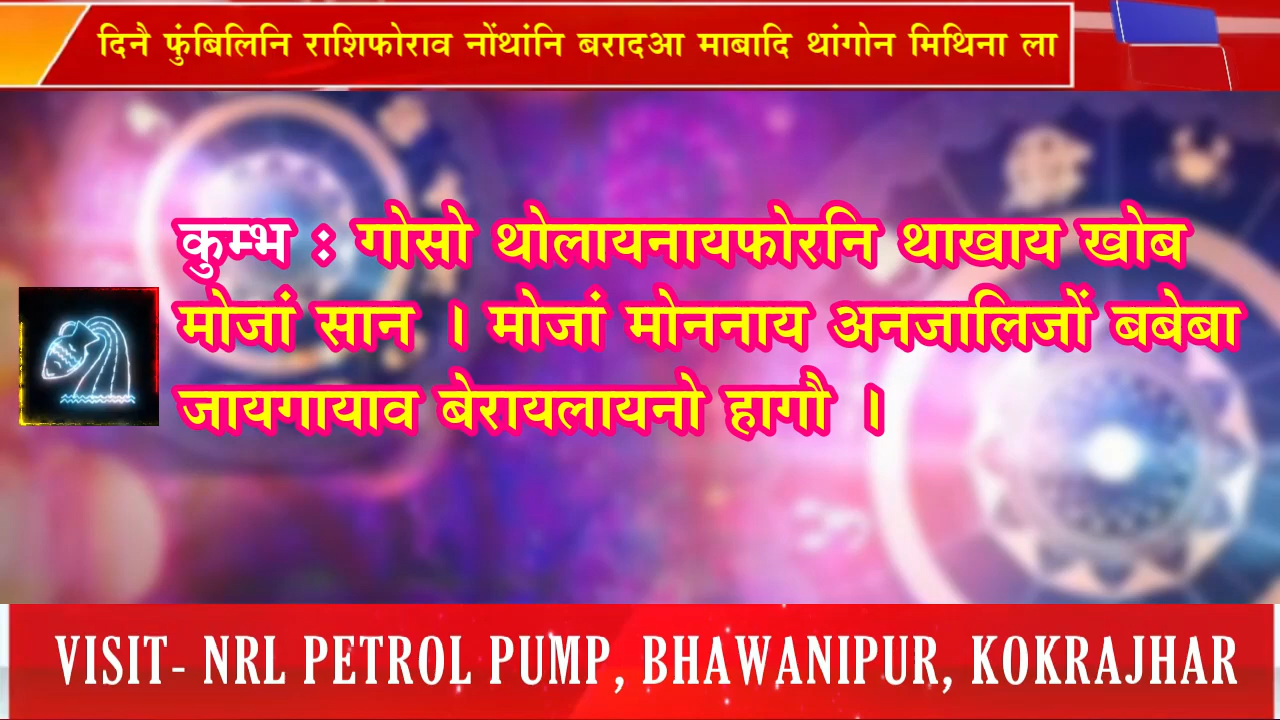 दिनै फुंबिलिनि राशिफोराव नोंथांनि बरादआ माबादि थांगोन मिथिना ला
कुम्भ : गोसो थोलायनायफोरनि थाखाय खोब
मोजां सान । मोजां मोननाय अनजालिजों बबेबा
जायगायाव बेरायलायनो हागौ ।
VISIT- NRL PETROL PUMP, BHAWANIPUR, KOKRAJHAR